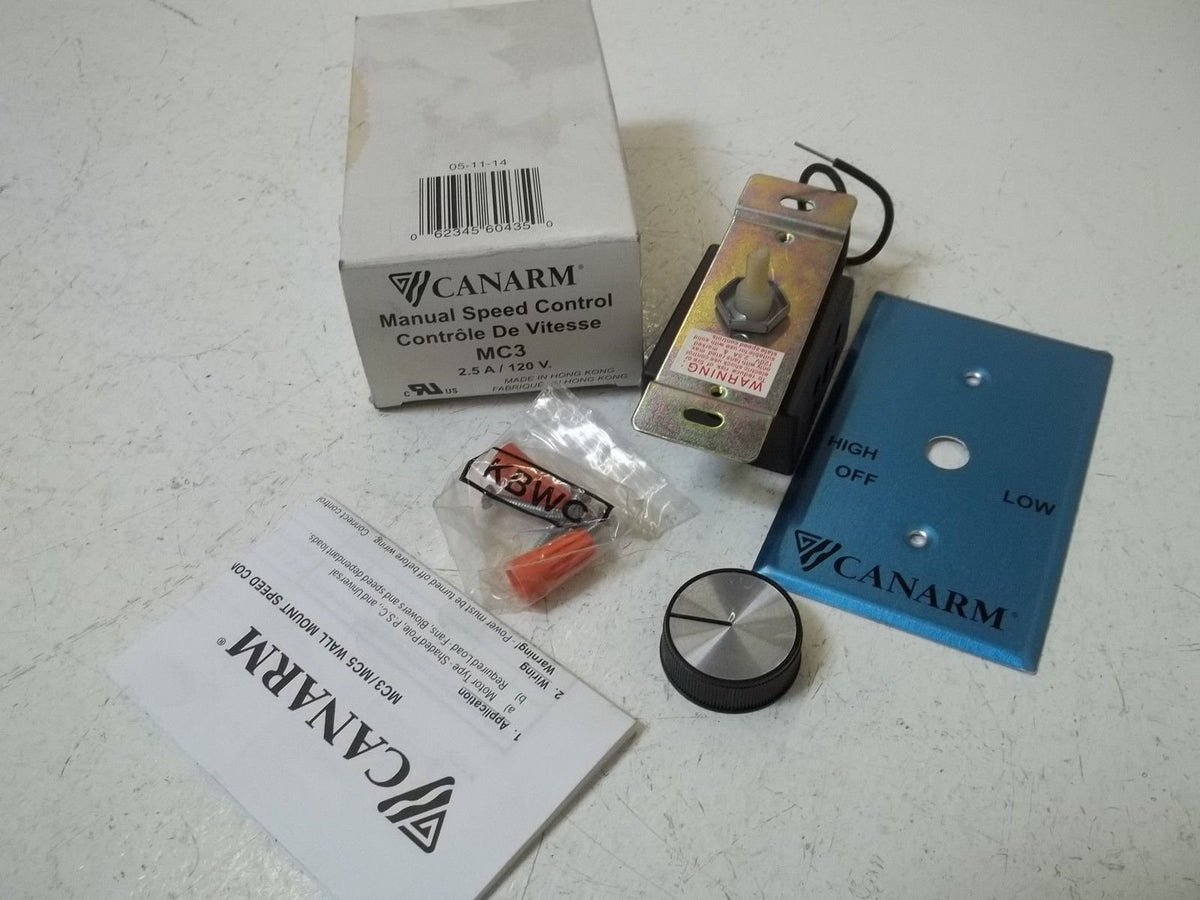 05-11-14
0 62345 60435 0
CANARM®
Manual Speed Control
Contrôle De Vitesse
MC3
2.5 A / 120 V.
MADE IN HONG KONG
FABRIQUÉ EN HONG KONG
C UR US
WARNING:
KBWC
HIGH
OFF
LOW
CANARM®
CANARM®
MC3/MC5 WALL MOUNT SPEED CON
1. Application
a) Motor Type- Shaded Pole, P.S.C., and Universal
b) Required Load- Fans, Blowers and speed dependant loads.
2. Wiring
Warning!: Power must be turned off before wiring. Connect control